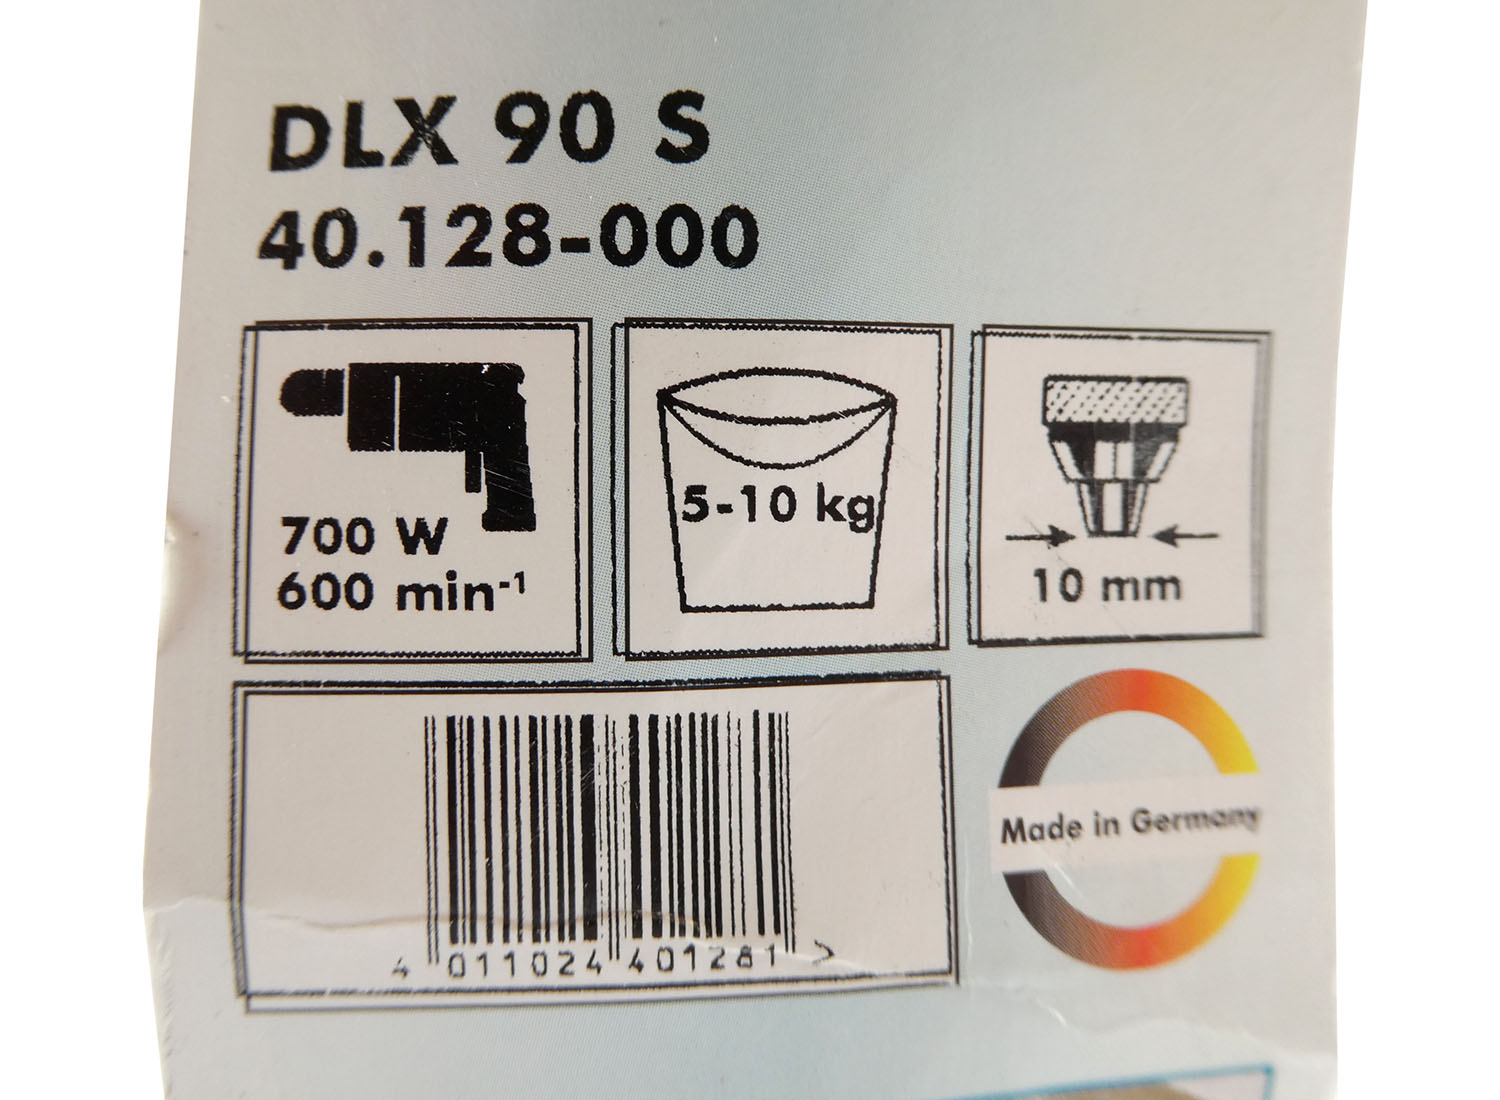 DLX 90 S
40.128-000
700 W
600 min⁻¹
5-10 kg
10 mm
Made in Germany
4 011024 401281 >